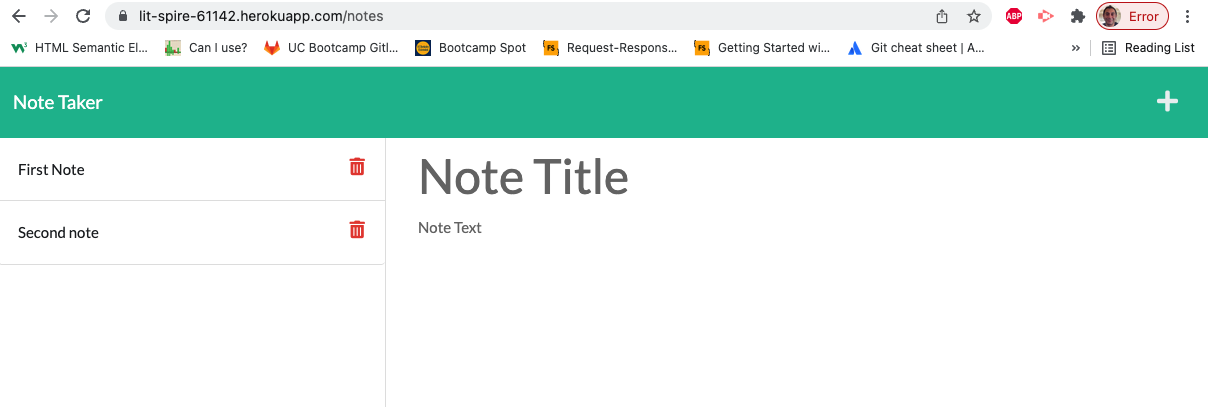 lit-spire-61142.herokuapp.com/notes
ABP
Error
HTML Semantic El...
Can I use?
UC Bootcamp Gitl...
Bootcamp Spot
FS
Request-Respons...
FS
Getting Started wi...
Git cheat sheet | A...
»
Reading List
Note Taker
First Note
Second note
Note Title
Note Text